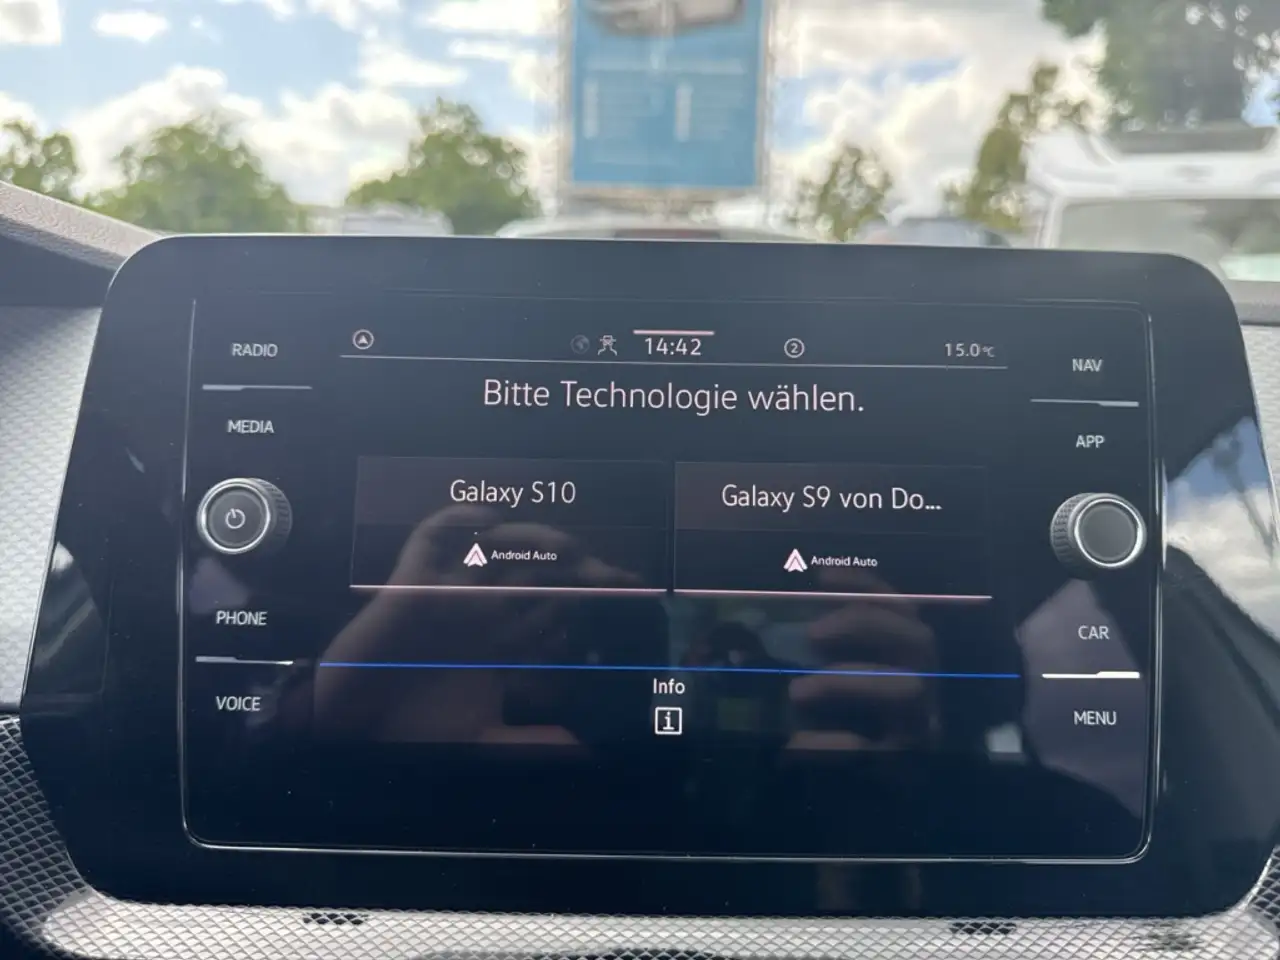 RADIO
MEDIA
PHONE
VOICE
14:42
2
15.0°C
Bitte Technologie wählen.
Galaxy S10
Android Auto
Galaxy S9 von Do...
Android Auto
Info
i
NAV
APP
CAR
MENU